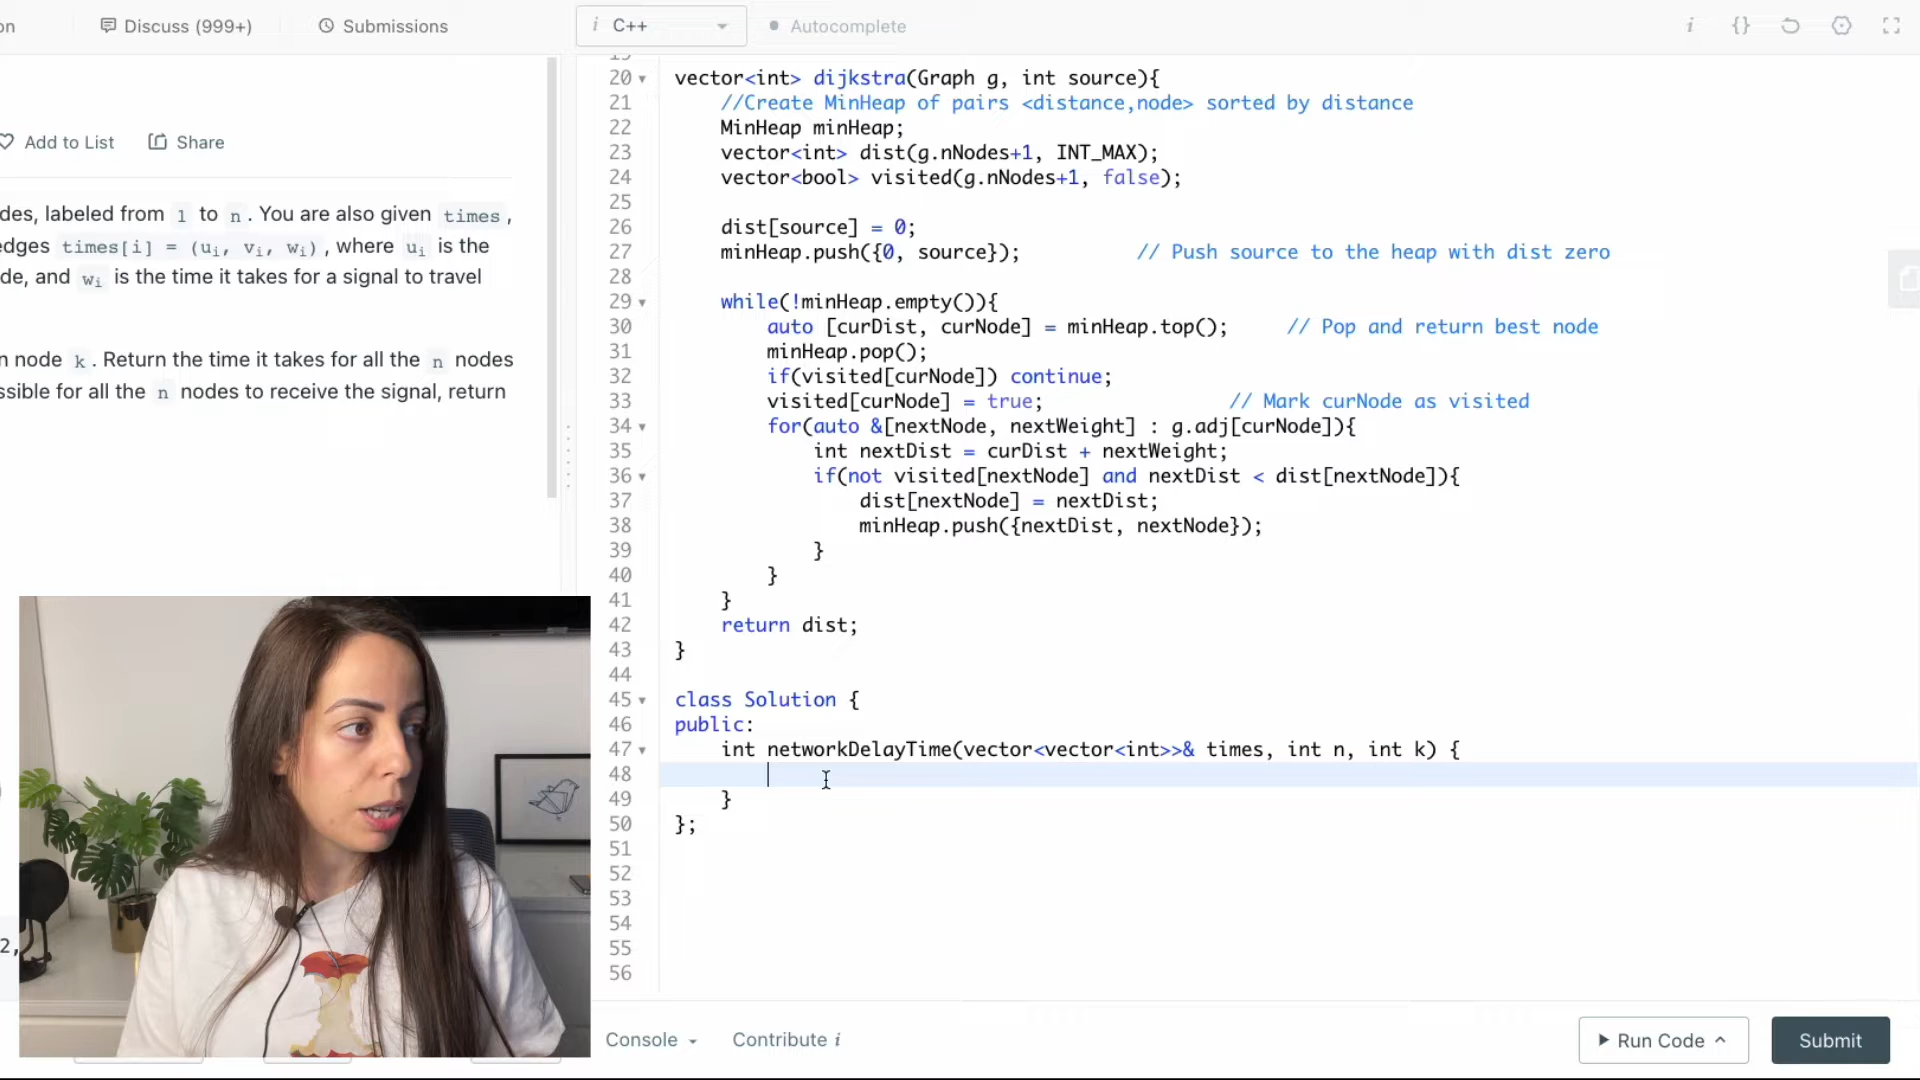 on
Discuss (999+)
Submissions
i C++
Autocomplete
i {}
Add to List
Share
des, labeled from 1 to n. You are also given times,
edges times[i] = (ui, vi, wi), where ui is the
de, and wi is the time it takes for a signal to travel
n node k. Return the time it takes for all the n nodes
ssible for all the n nodes to receive the signal, return
2,
19
20 vector<int> dijkstra(Graph g, int source){
21 //Create MinHeap of pairs <distance,node> sorted by distance
22 MinHeap minHeap;
23 vector<int> dist(g.nNodes+1, INT_MAX);
24 vector<bool> visited(g.nNodes+1, false);
25
26 dist[source] = 0;
27 minHeap.push({0, source}); // Push source to the heap with dist zero
28
29 while(!minHeap.empty()){
30 auto [curDist, curNode] = minHeap.top(); // Pop and return best node
31 minHeap.pop();
32 if(visited[curNode]) continue;
33 visited[curNode] = true; // Mark curNode as visited
34 for(auto &[nextNode, nextWeight] : g.adj[curNode]){
35 int nextDist = curDist + nextWeight;
36 if(not visited[nextNode] and nextDist < dist[nextNode]){
37 dist[nextNode] = nextDist;
38 minHeap.push({nextDist, nextNode});
39 }
40 }
41 }
42 return dist;
43 }
44
45 class Solution {
46 public:
47 int networkDelayTime(vector<vector<int>>& times, int n, int k) {
48
49 }
50 };
51
52
53
54
55
56
Console
Contribute i
Run Code
Submit